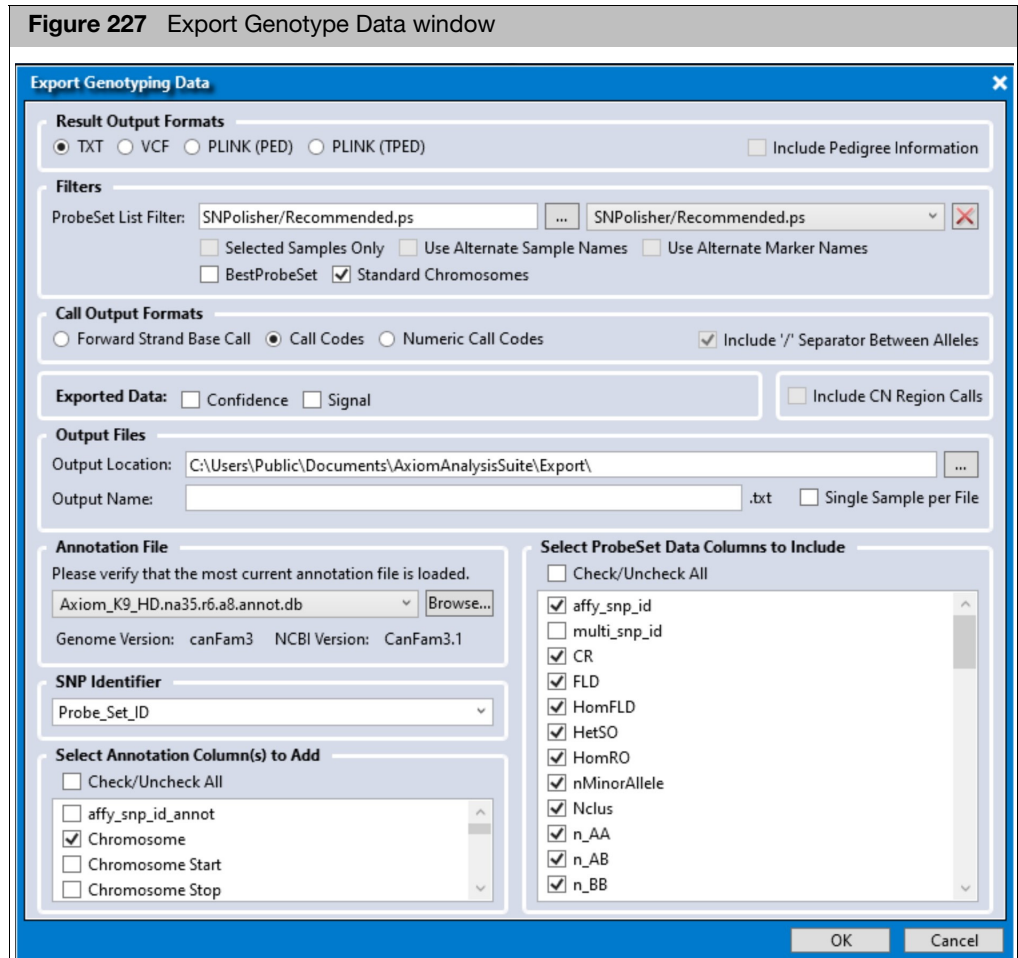 Figure 227 Export Genotype Data window
Export Genotyping Data
Result Output Formats
TXT VCF PLINK (PED) PLINK (TPED) Include Pedigree Information
Filters
ProbeSet List Filter: SNPolisher/Recommended.ps ... SNPolisher/Recommended.ps
Selected Samples Only Use Alternate Sample Names Use Alternate Marker Names
BestProbeSet Standard Chromosomes
Call Output Formats
Forward Strand Base Call Call Codes Numeric Call Codes Include '/' Separator Between Alleles
Exported Data: Confidence Signal Include CN Region Calls
Output Files
Output Location: C:\Users\Public\Documents\AxiomAnalysisSuite\Export\ ...
Output Name: .txt Single Sample per File
Annotation File
Please verify that the most current annotation file is loaded.
Axiom_K9_HD.na35.r6.a8.annot.db Browse...
Genome Version: canFam3 NCBI Version: CanFam3.1
SNP Identifier
Probe_Set_ID
Select Annotation Column(s) to Add
Check/Uncheck All
affy_snp_id_annot
Chromosome
Chromosome Start
Chromosome Stop
Select ProbeSet Data Columns to Include
Check/Uncheck All
affy_snp_id
multi_snp_id
CR
FLD
HomFLD
HetSO
HomRO
nMinorAllele
Nclus
n_AA
n_AB
n_BB
OK Cancel